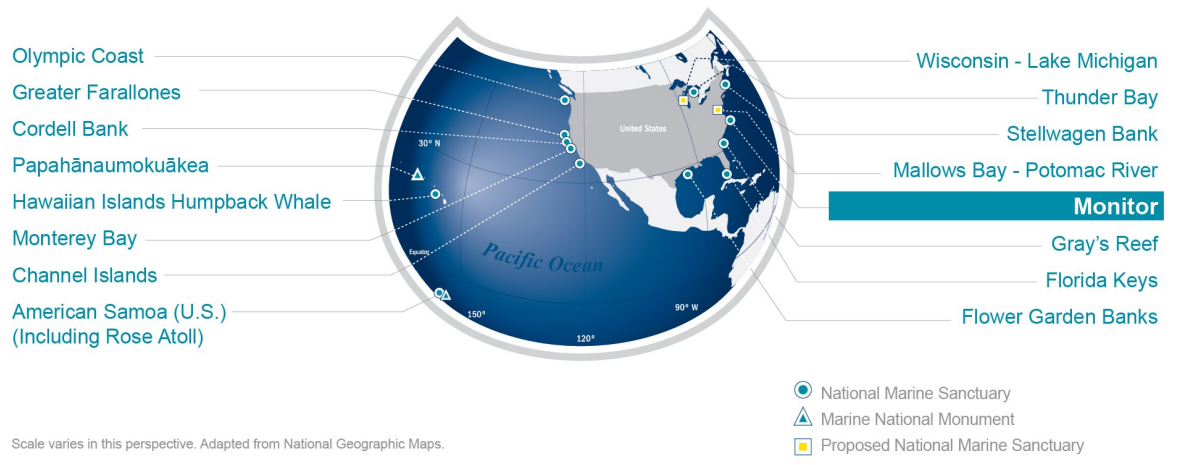 Olympic Coast
Greater Farallones
Cordell Bank
Papahānaumokuākea
Hawaiian Islands Humpback Whale
Monterey Bay
Channel Islands
American Samoa (U.S.)
(Including Rose Atoll)
30° N
United States
Equator
Pacific Ocean
150°
120°
90° W
Wisconsin - Lake Michigan
Thunder Bay
Stellwagen Bank
Mallows Bay - Potomac River
Monitor
Gray's Reef
Florida Keys
Flower Garden Banks
National Marine Sanctuary
Marine National Monument
Proposed National Marine Sanctuary
Scale varies in this perspective. Adapted from National Geographic Maps.